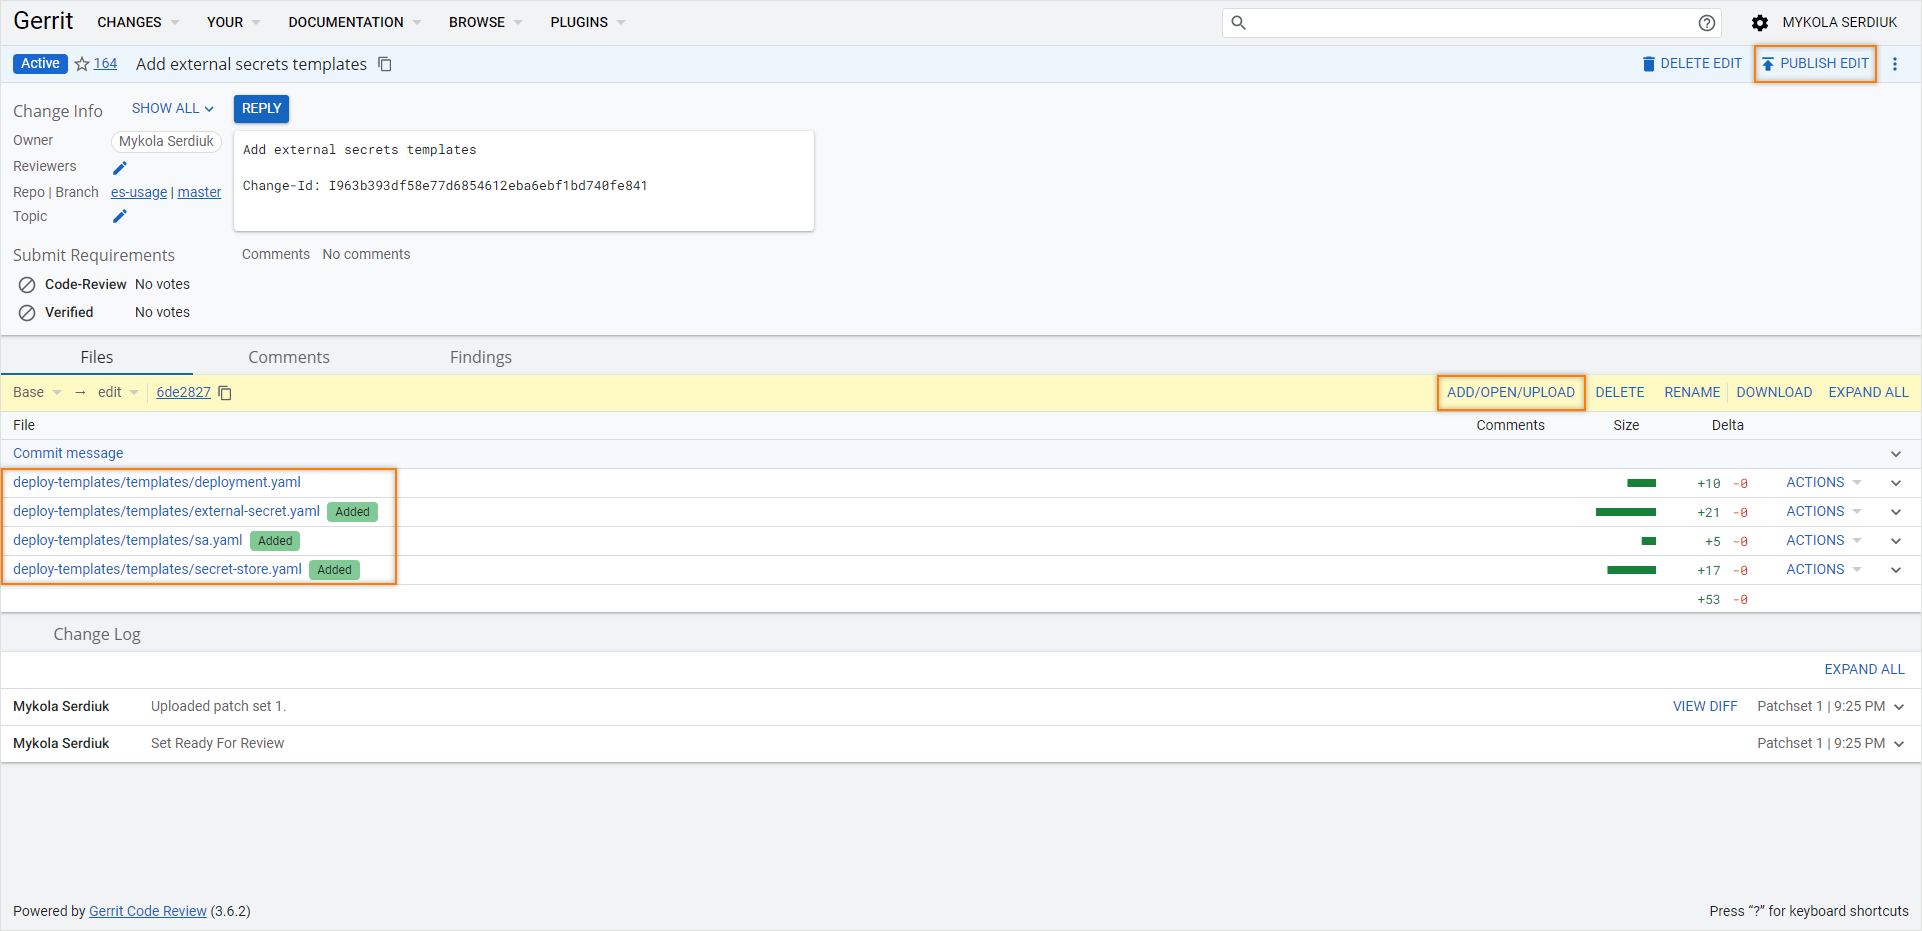 Gerrit CHANGES YOUR DOCUMENTATION BROWSE PLUGINS MYKOLA SERDIUK
Active 164 Add external secrets templates DELETE EDIT PUBLISH EDIT
Change Info SHOW ALL REPLY
Owner Mykola Serdiuk
Reviewers
Repo | Branch es-usage | master
Topic
Add external secrets templates
Change-Id: I963b393df58e77d6854612eba6ebf1bd740fe841
Submit Requirements Comments No comments
Code-Review No votes
Verified No votes
Files Comments Findings
Base → edit 6de2827 ADD/OPEN/UPLOAD DELETE RENAME DOWNLOAD EXPAND ALL
File Comments Size Delta
Commit message
deploy-templates/templates/deployment.yaml +10 -0 ACTIONS
deploy-templates/templates/external-secret.yaml Added +21 -0 ACTIONS
deploy-templates/templates/sa.yaml Added +5 -0 ACTIONS
deploy-templates/templates/secret-store.yaml Added +17 -0 ACTIONS
+53 -0
Change Log
EXPAND ALL
Mykola Serdiuk Uploaded patch set 1. VIEW DIFF Patchset 1 | 9:25 PM
Mykola Serdiuk Set Ready For Review Patchset 1 | 9:25 PM
Powered by Gerrit Code Review (3.6.2) Press “?” for keyboard shortcuts